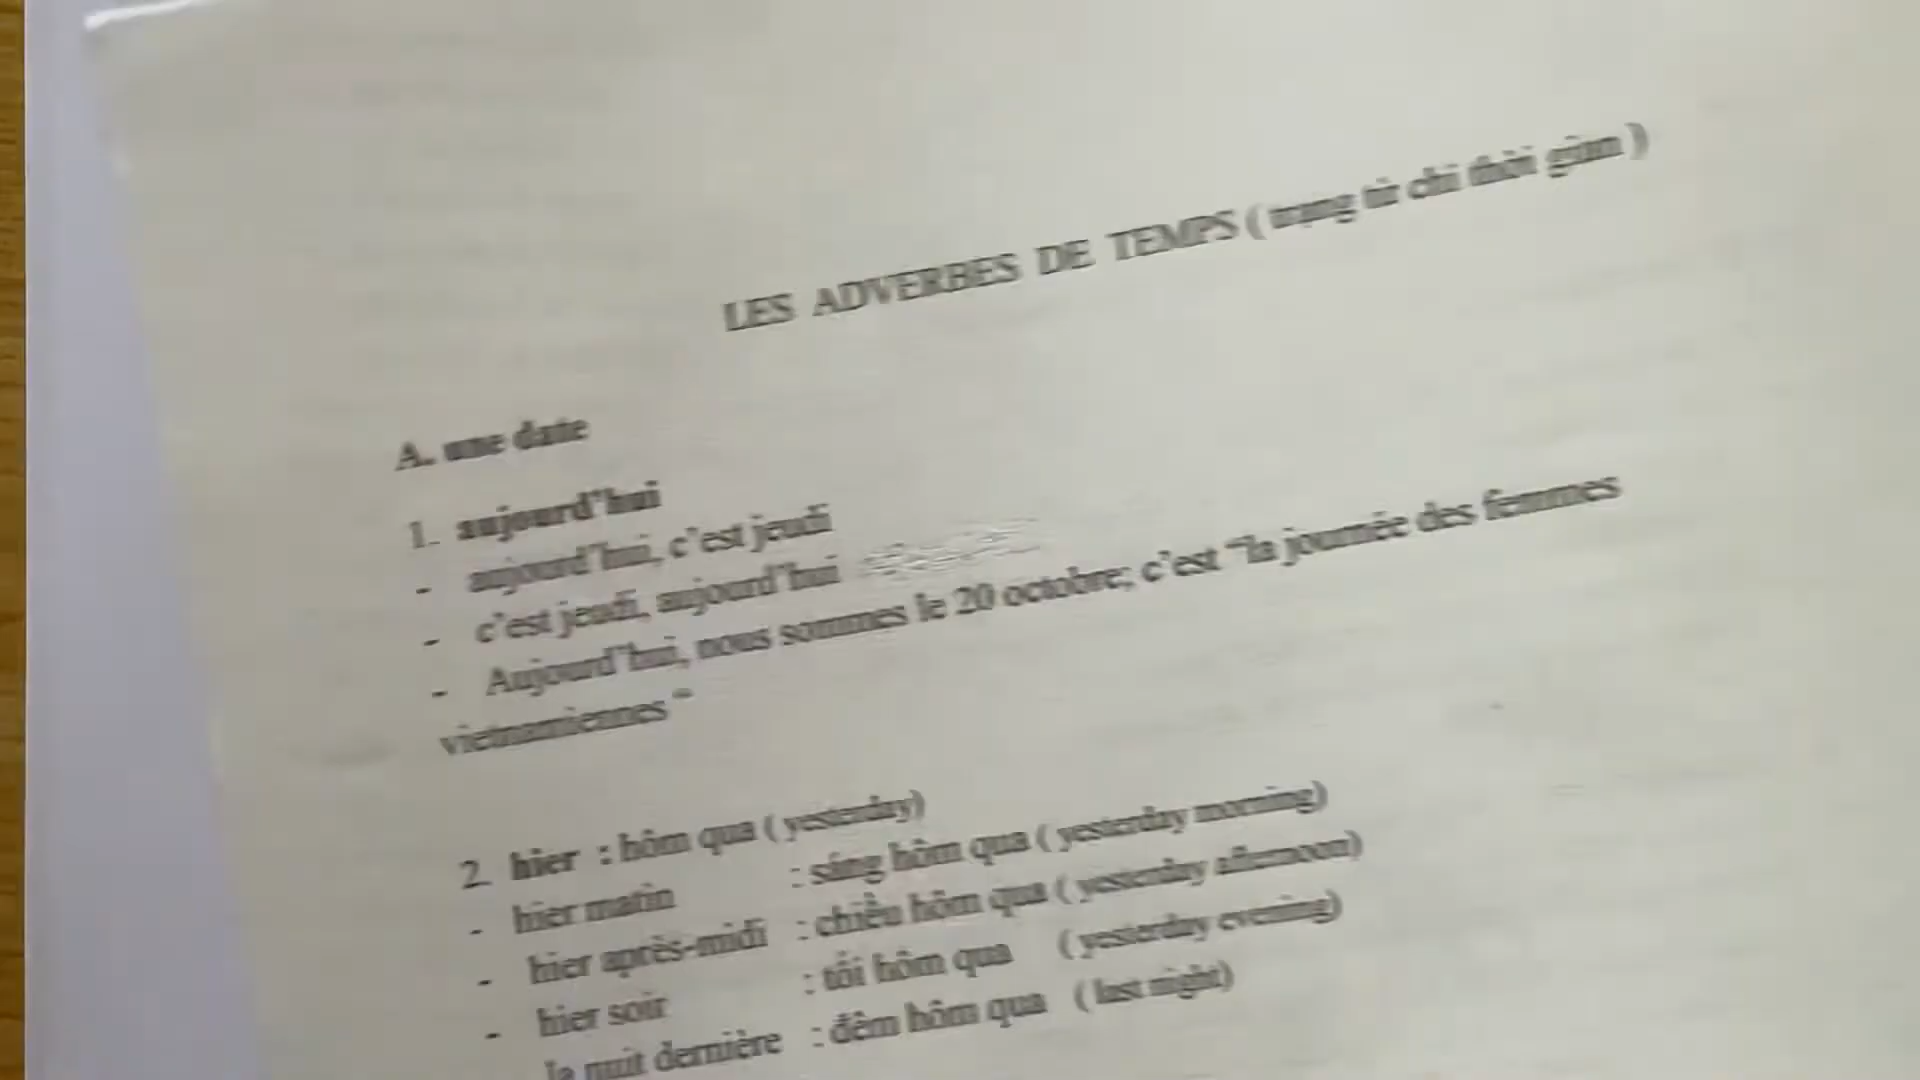 LES ADVERBES DE TEMPS ( trạng từ chỉ thời gian )
A. une date
1. aujourd'hui
- aujourd'hui, c'est jeudi
- c'est jeudi, aujourd'hui
- Aujourd'hui, nous sommes le 20 octobre; c'est "la journée des femmes
vietnamiennes "
2. hier : hôm qua ( yesterday)
- hier matin : sáng hôm qua ( yesterday morning)
- hier après-midi : chiều hôm qua ( yesterday afternoon)
- hier soir : tối hôm qua ( yesterday evening)
la nuit dernière : đêm hôm qua ( last night)